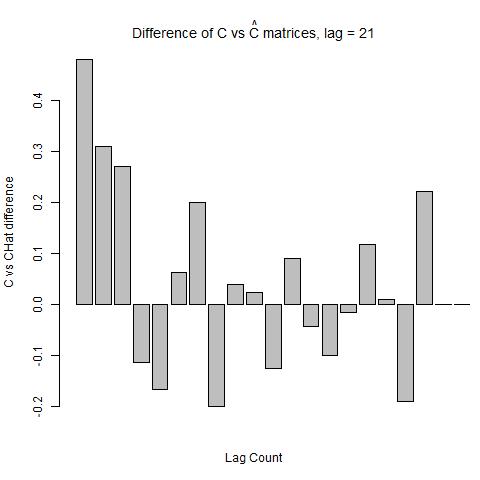 Difference of C vs Ĉ matrices, lag = 21
C vs CHat difference
0.4
0.3
0.2
0.1
0.0
-0.1
-0.2
Lag Count